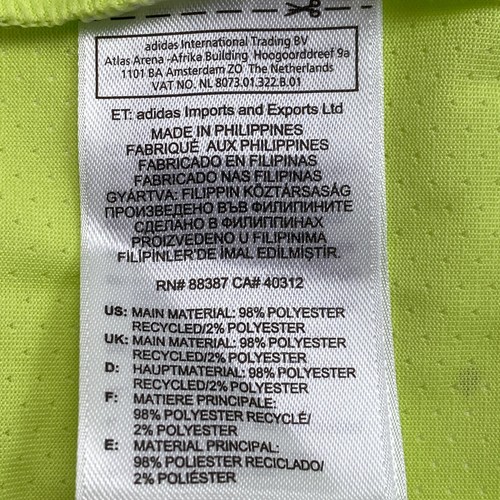 adidas International Trading BV
Atlas Arena -Afrika Building Hoogoorddreef 9a
1101 BA Amsterdam ZO The Netherlands
VAT NO. NL 8073.01.322.B.01
ET: adidas Imports and Exports Ltd
MADE IN PHILIPPINES
FABRIQUÉ AUX PHILIPPINES
FABRICADO EN FILIPINAS
FABRICADO NAS FILIPINAS
GYÁRTVA: FILIPPIN KÖZTÁRSASÁG
ПРОИЗВЕДЕНО ВЪВ ФИЛИПИНИТЕ
СДЕЛАНО В ФИЛИППИНАХ
PROIZVEDENO U FILIPINIMA
FİLİPİNLER'DE İMAL EDİLMİŞTİR.
RN# 88387 CA# 40312
US: MAIN MATERIAL: 98% POLYESTER
RECYCLED/2% POLYESTER
UK: MAIN MATERIAL: 98% POLYESTER
RECYCLED/2% POLYESTER
D: HAUPTMATERIAL: 98% POLYESTER
RECYCLED/2% POLYESTER
F: MATIERE PRINCIPALE:
98% POLYESTER RECYCLÉ/
2% POLYESTER
E: MATERIAL PRINCIPAL:
98% POLIÉSTER RECICLADO/
2% POLIÉSTER